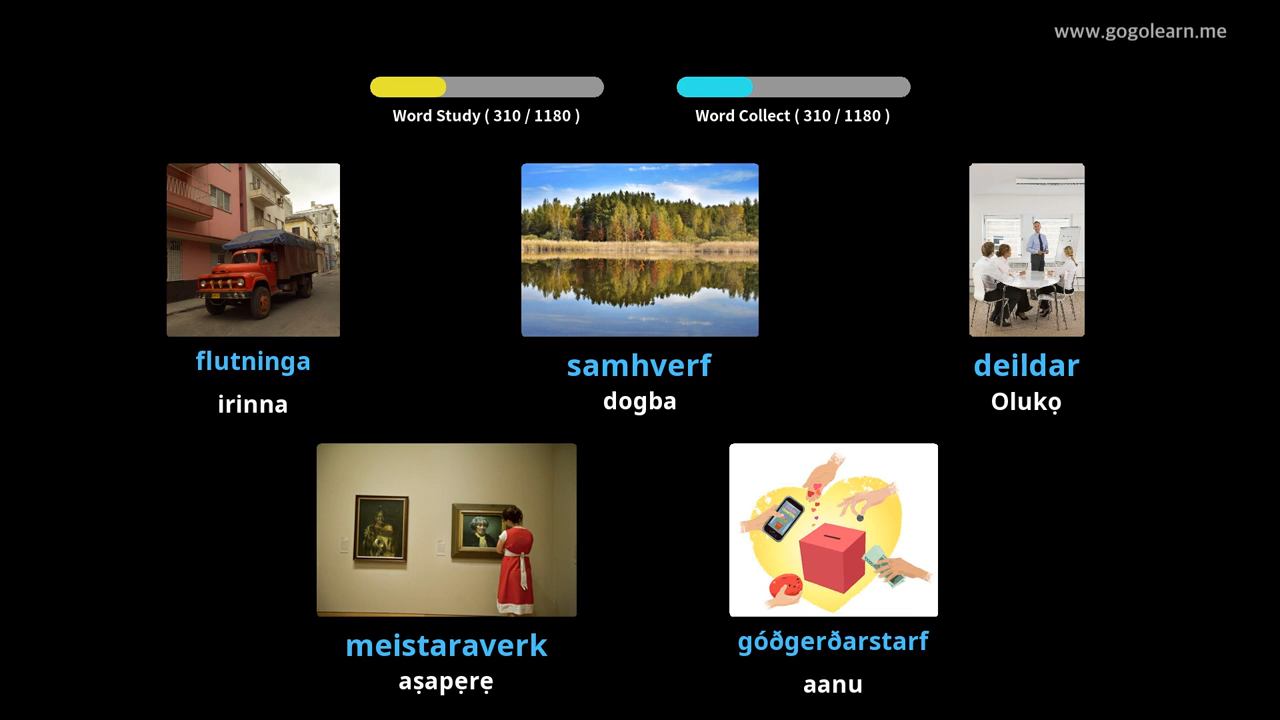 www.gogolearn.me
Word Study ( 310 / 1180 )
Word Collect ( 310 / 1180 )
flutninga
irinna
samhverf
dogba
deildar
Olukọ
meistaraverk
aṣapẹrẹ
góðgerðarstarf
aanu